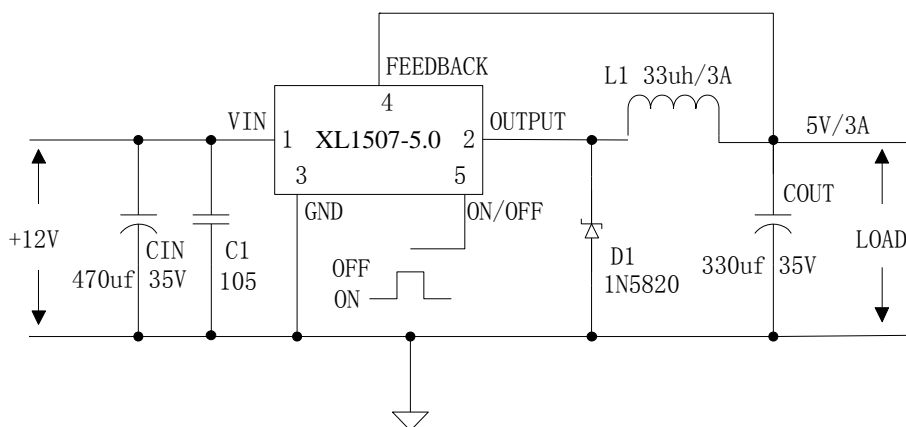 FEEDBACK
L1 33uh/3A
4
VIN
OUTPUT
5V/3A
1
XL1507-5.0
2
3
5
GND
ON/OFF
COUT
+12V
CIN
C1
OFF
D1
LOAD
470uf 35V
105
ON
1N5820
330uf 35V